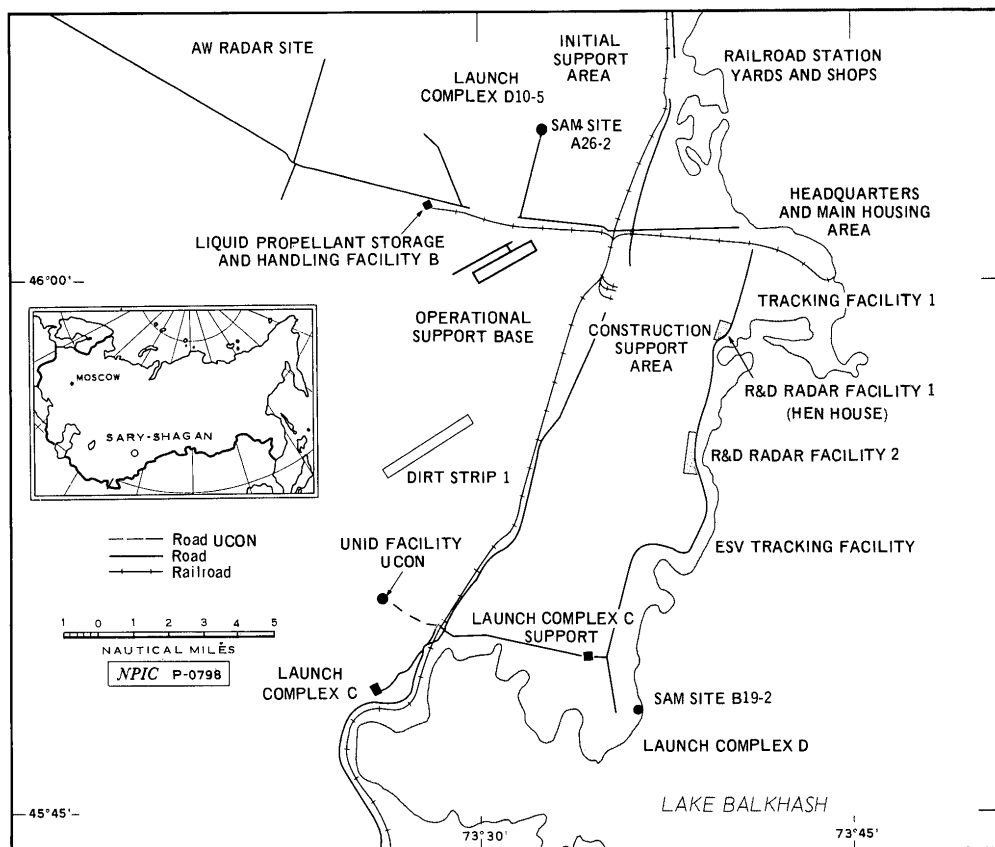 AW RADAR SITE
INITIAL
SUPPORT
AREA
RAILROAD STATION
YARDS AND SHOPS
LAUNCH
COMPLEX D10-5
SAM SITE
A26-2
HEADQUARTERS
AND MAIN HOUSING
AREA
LIQUID PROPELLANT STORAGE
AND HANDLING FACILITY B
46°00'
TRACKING FACILITY 1
OPERATIONAL
SUPPORT BASE
CONSTRUCTION
SUPPORT
AREA
R&D RADAR FACILITY 1
(HEN HOUSE)
MOSCOW
SARY-SHAGAN
R&D RADAR FACILITY 2
DIRT STRIP 1
Road UCON
Road
Railroad
UNID FACILITY
UCON
ESV TRACKING FACILITY
LAUNCH COMPLEX C
SUPPORT
1 0 1 2 3 4 5
NAUTICAL MILES
NPIC P-0798
LAUNCH
COMPLEX C
SAM SITE B19-2
LAUNCH COMPLEX D
LAKE BALKHASH
45°45'
73°30'
73°45'